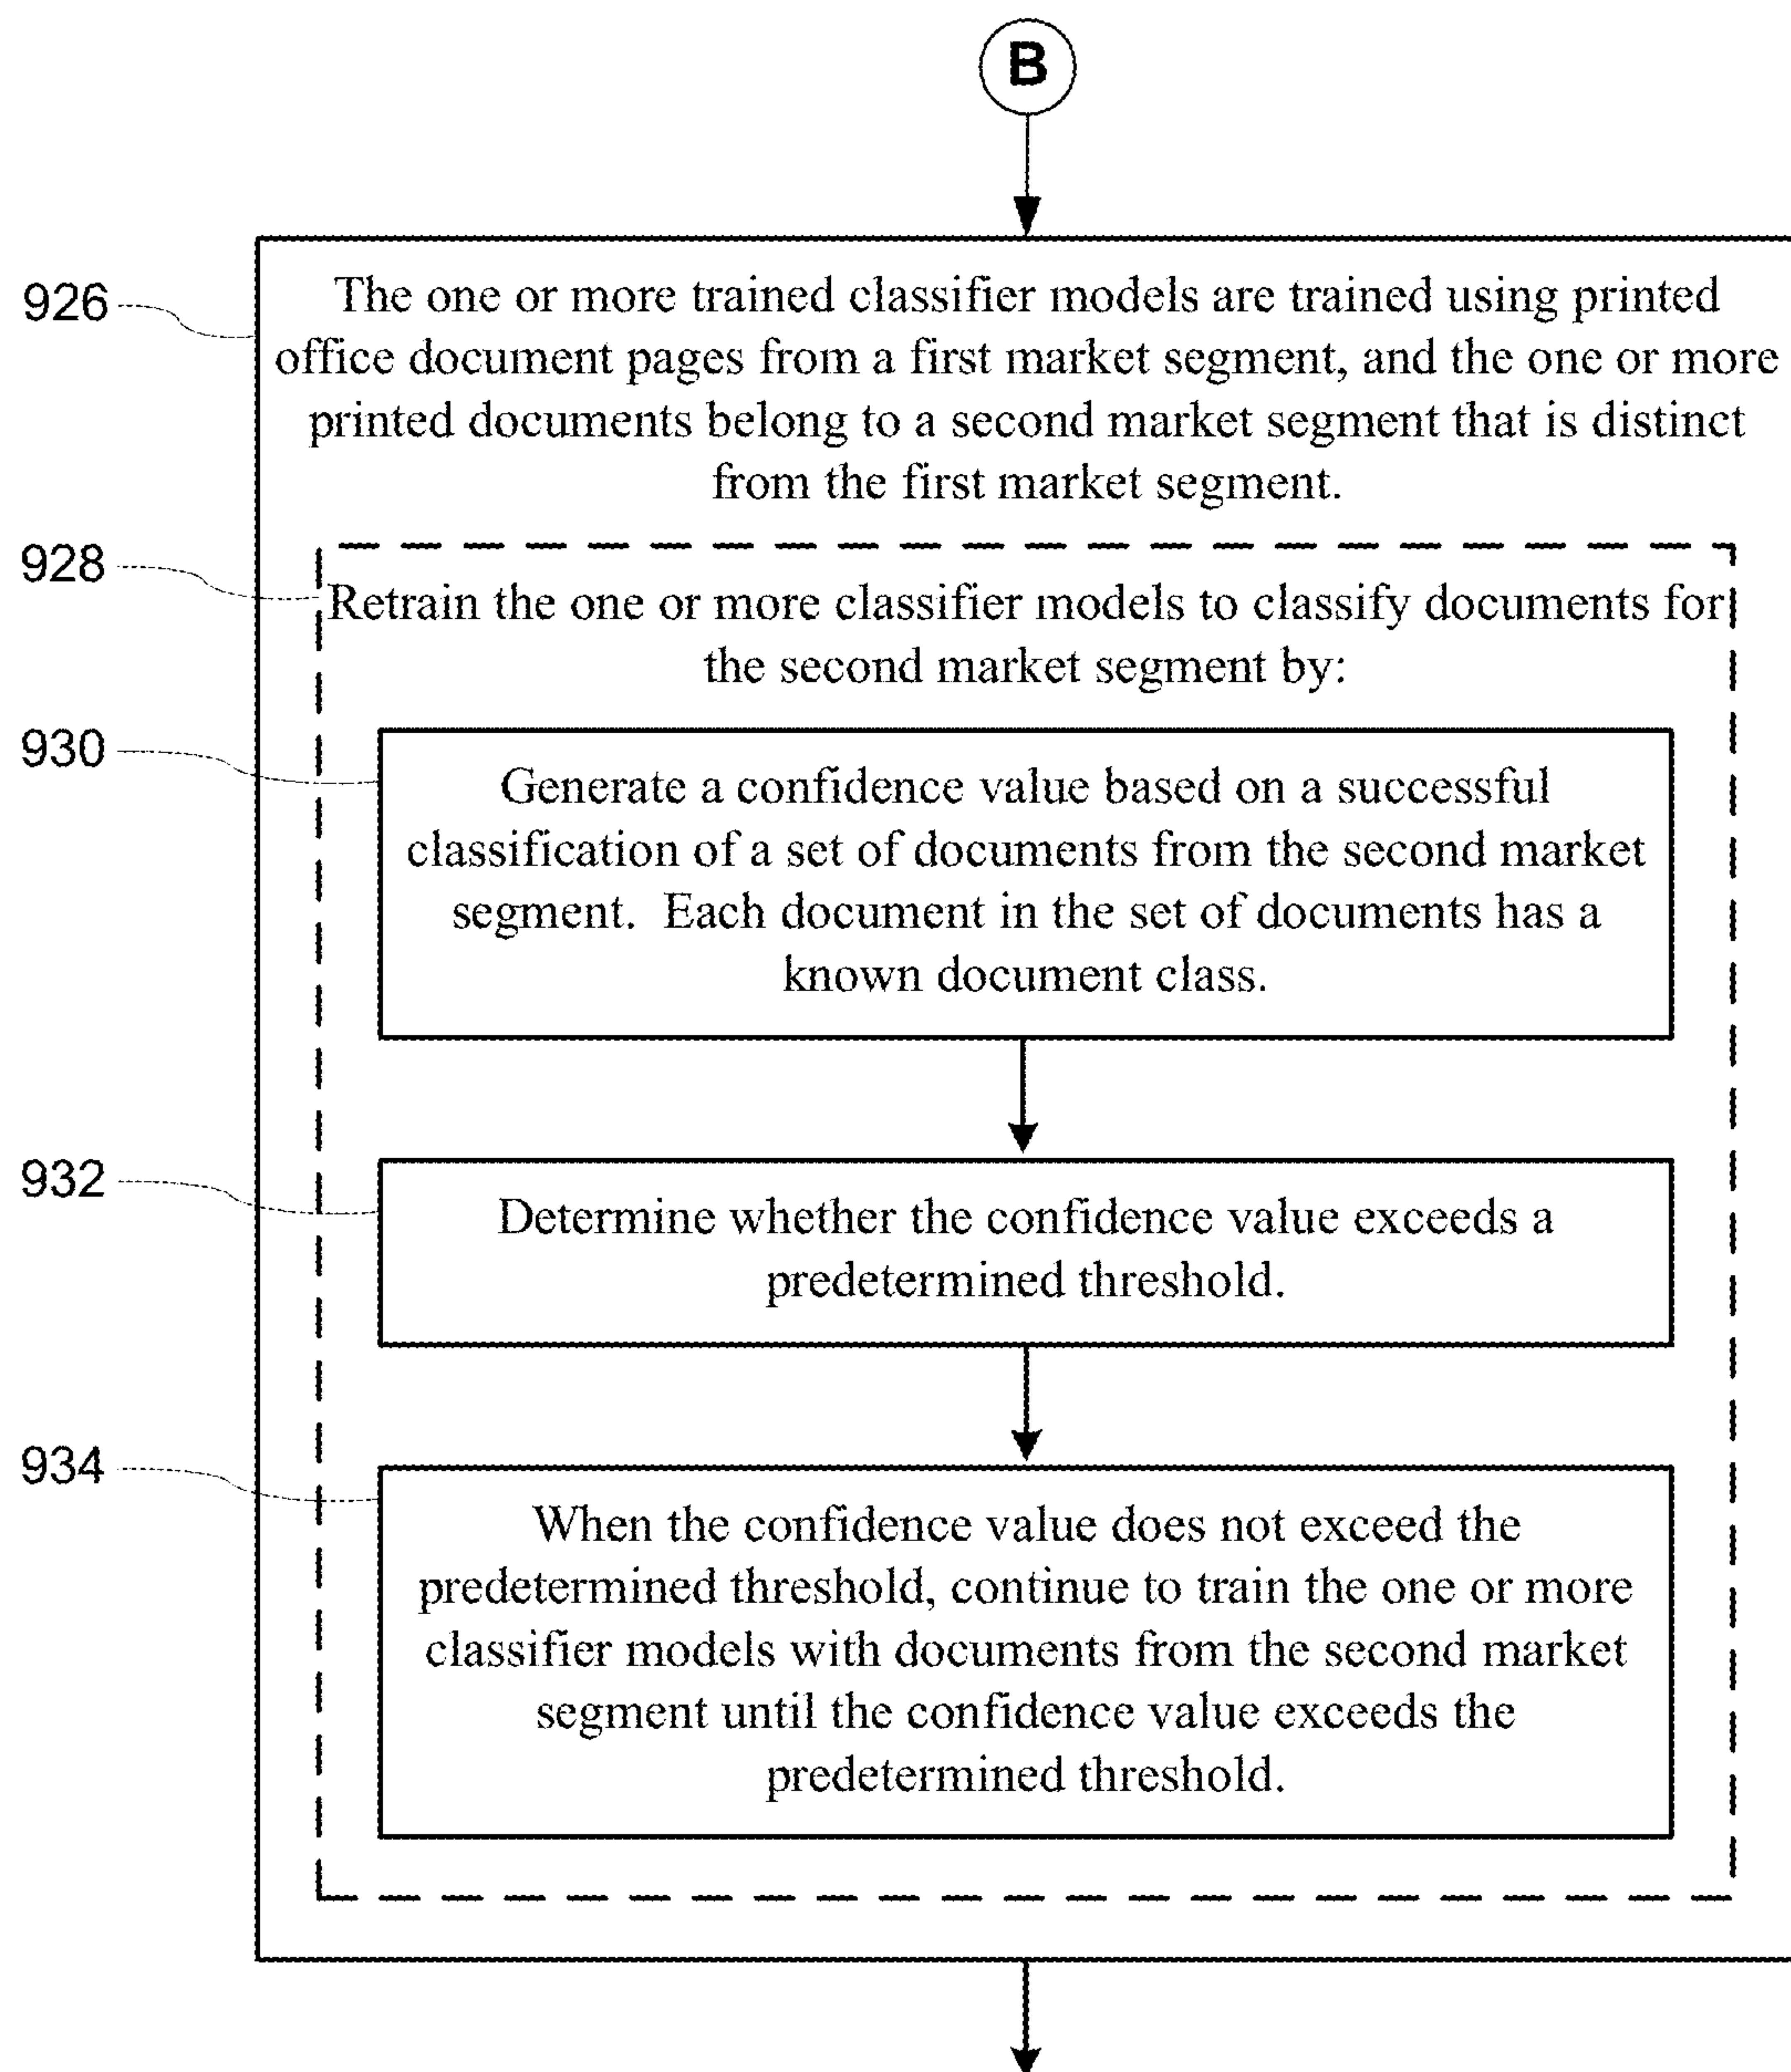 B
926
The one or more trained classifier models are trained using printed
office document pages from a first market segment, and the one or more
printed documents belong to a second market segment that is distinct
from the first market segment.
928
Retrain the one or more classifier models to classify documents for
the second market segment by:
930
Generate a confidence value based on a successful
classification of a set of documents from the second market
segment.  Each document in the set of documents has a
known document class.
932
Determine whether the confidence value exceeds a
predetermined threshold.
934
When the confidence value does not exceed the
predetermined threshold, continue to train the one or more
classifier models with documents from the second market
segment until the confidence value exceeds the
predetermined threshold.